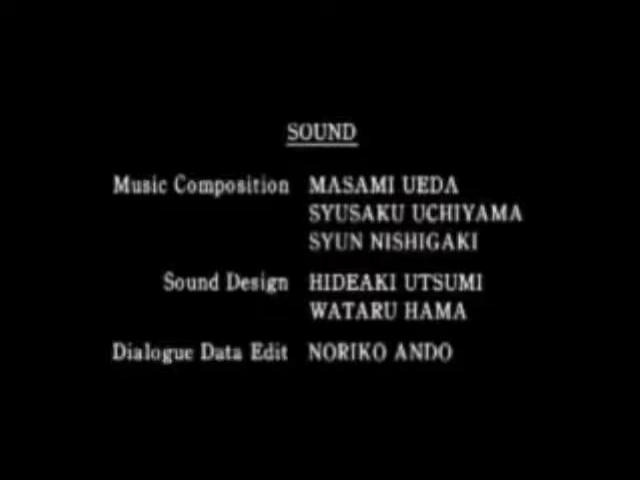 SOUND
Music Composition MASAMI UEDA
SYUSAKU UCHIYAMA
SYUN NISHIGAKI
Sound Design HIDEAKI UTSUMI
WATARU HAMA
Dialogue Data Edit NORIKO ANDO